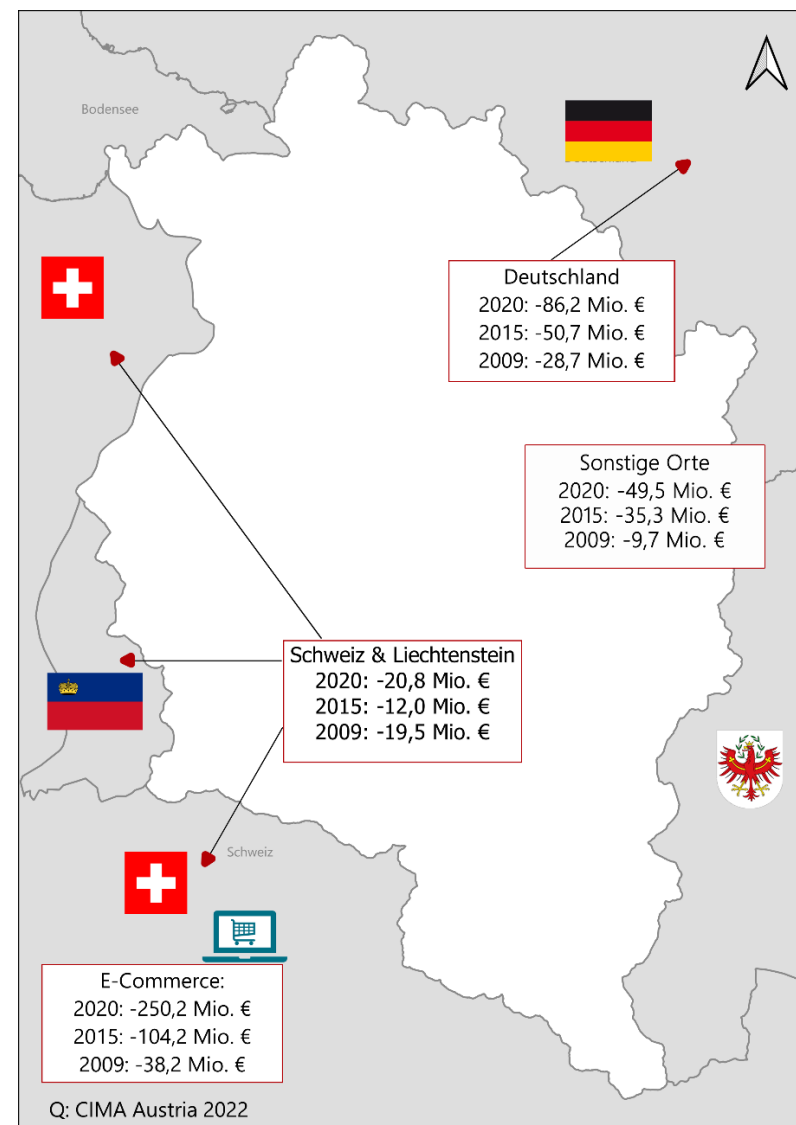 Bodensee
Deutschland
Deutschland
2020: -86,2 Mio. €
2015: -50,7 Mio. €
2009: -28,7 Mio. €
Sonstige Orte
2020: -49,5 Mio. €
2015: -35,3 Mio. €
2009: -9,7 Mio. €
Schweiz & Liechtenstein
2020: -20,8 Mio. €
2015: -12,0 Mio. €
2009: -19,5 Mio. €
Schweiz
E-Commerce:
2020: -250,2 Mio. €
2015: -104,2 Mio. €
2009: -38,2 Mio. €
Q: CIMA Austria 2022